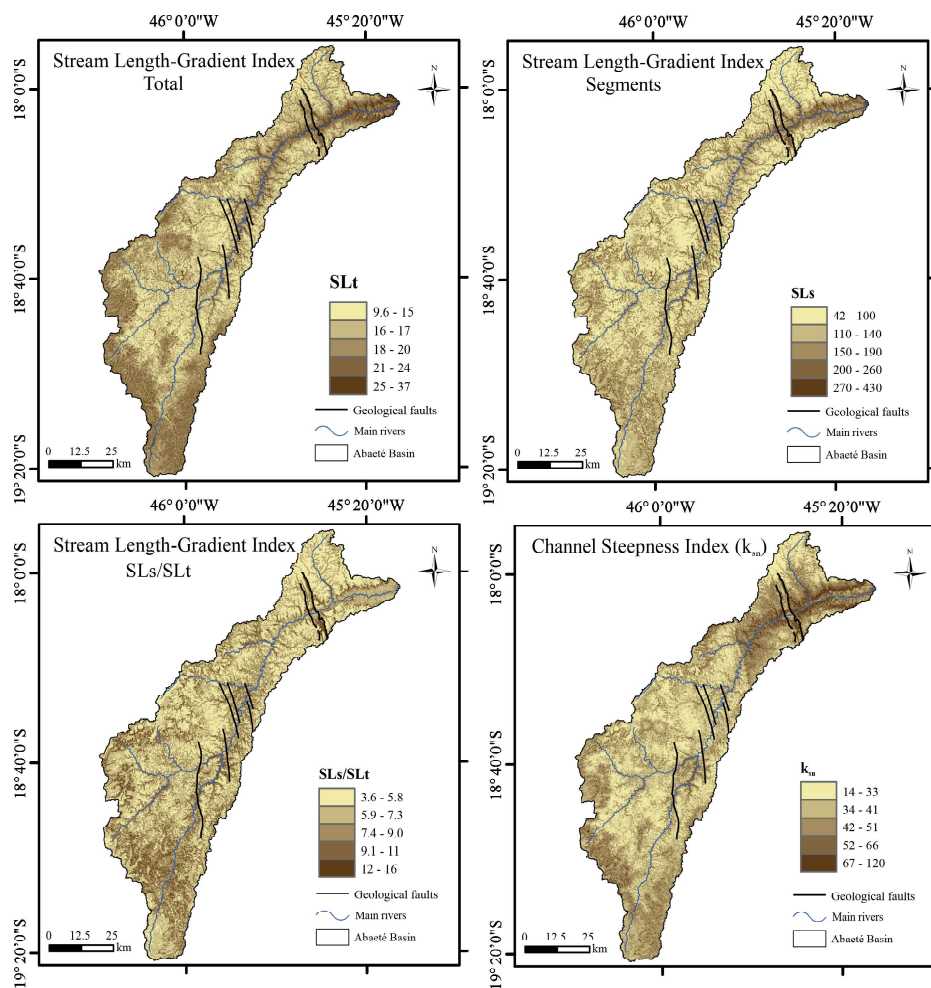 46°0'0"W
45°20'0"W
Stream Length-Gradient Index
Total
N
18°0'0"S
18°40'0"S
19°20'0"S
SLt
9.6 - 15
16 - 17
18 - 20
21 - 24
25 - 37
Geological faults
Main rivers
Abaeté Basin
0 12.5 25
km
46°0'0"W
45°20'0"W
Stream Length-Gradient Index
Segments
N
18°0'0"S
18°40'0"S
19°20'0"S
SLs
42 100
110 - 140
150 - 190
200 - 260
270 - 430
Geological faults
Main rivers
Abaeté Basin
0 12.5 25
km
46°0'0"W
45°20'0"W
Stream Length-Gradient Index
SLs/SLt
N
18°0'0"S
18°40'0"S
19°20'0"S
SLs/SLt
3.6 - 5.8
5.9 - 7.3
7.4 - 9.0
9.1 - 11
12 - 16
Geological faults
Main rivers
Abaeté Basin
0 12.5 25
km
46°0'0"W
45°20'0"W
Channel Steepness Index (ksn)
N
18°0'0"S
18°40'0"S
19°20'0"S
ksn
14 - 33
34 - 41
42 - 51
52 - 66
67 - 120
Geological faults
Main rivers
Abaeté Basin
0 12.5 25
km